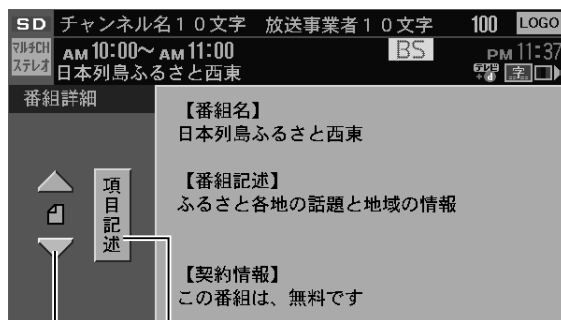 SD チャンネル名10文字 放送事業者10文字 100 LOGO
マルチCH
ステレオ
AM 10:00～ AM 11:00 BS PM 11:37
日本列島ふるさと西東
テレビ
字
番組詳細
【番組名】
日本列島ふるさと西東
【番組記述】
ふるさと各地の話題と地域の情報
項目記述
【契約情報】
この番組は、無料です